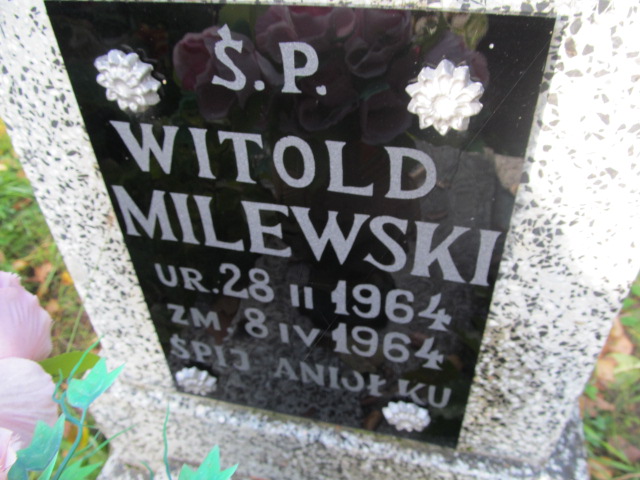 Ś.P.
WITOLD
MILEWSKI
UR. 28 II 1964
ZM. 8 IV 1964
ŚPIJ ANIOŁKU